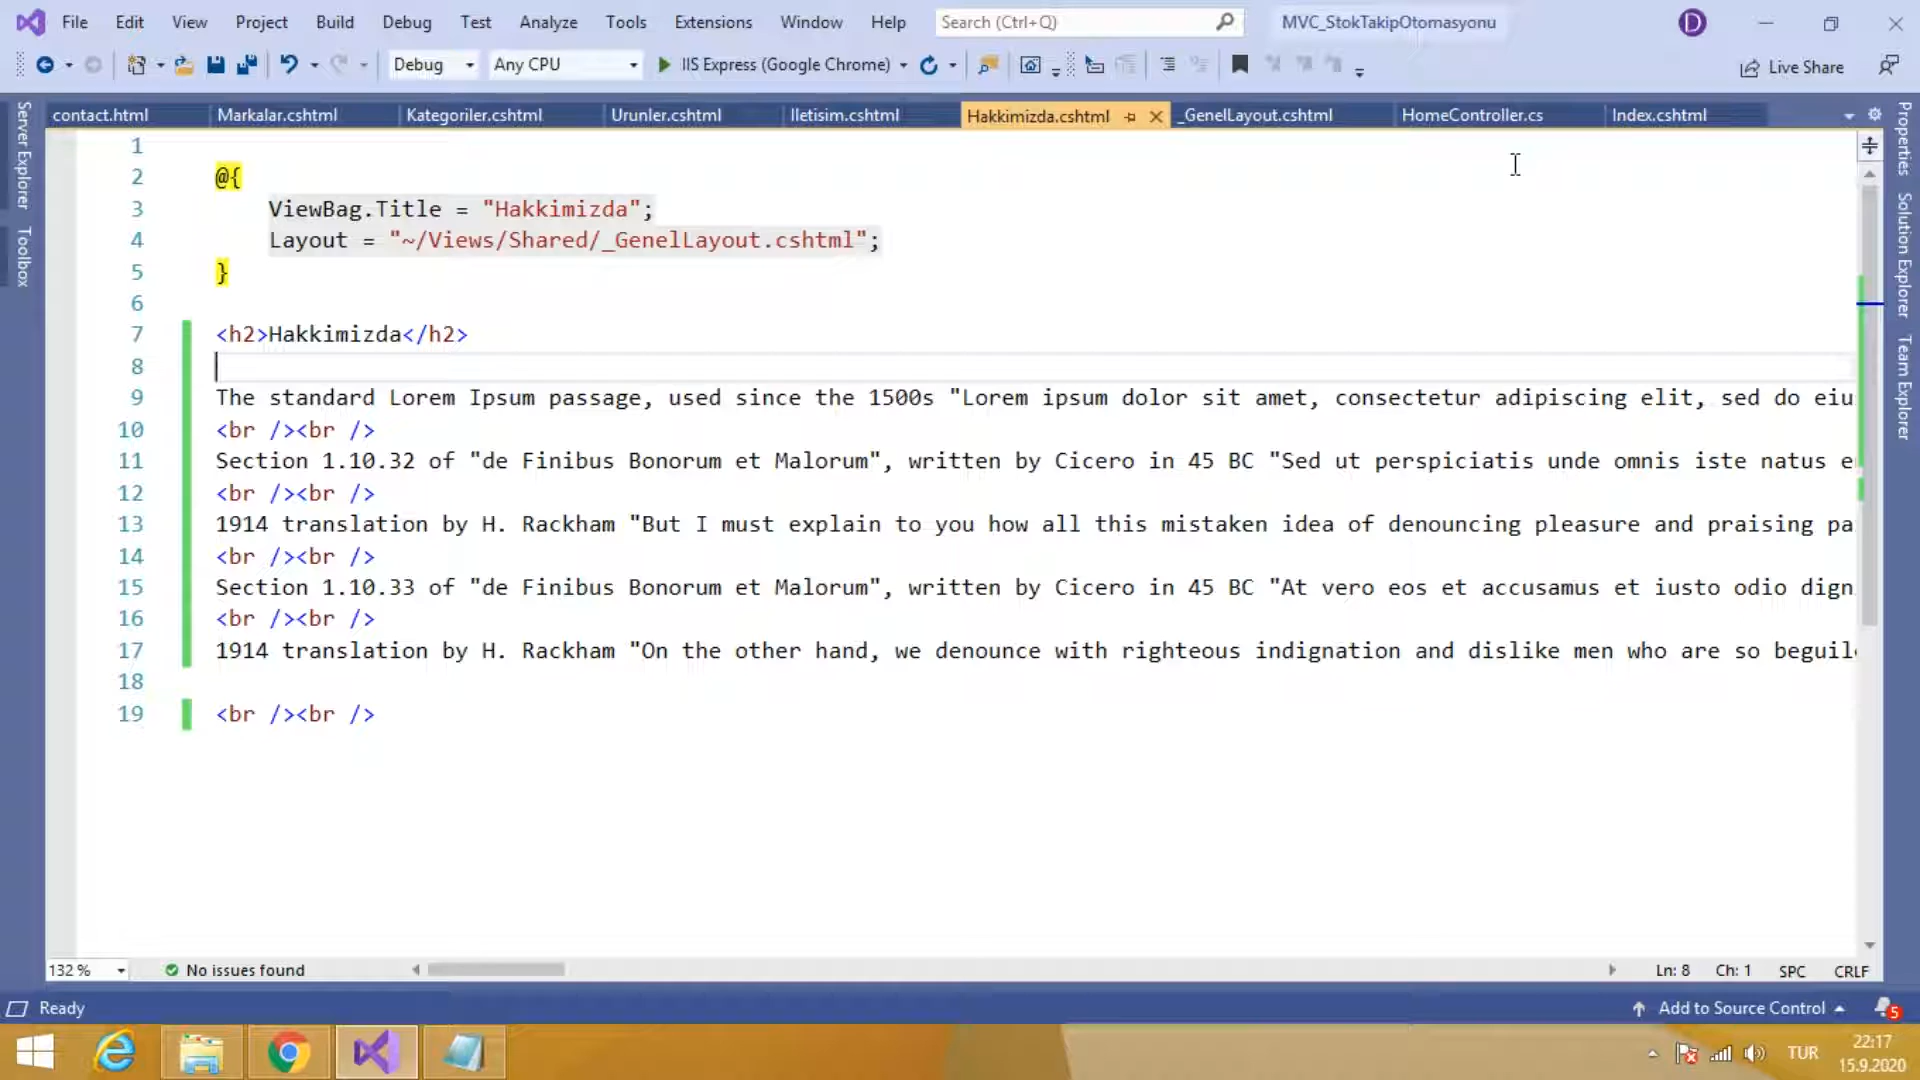 File Edit View Project Build Debug Test Analyze Tools Extensions Window Help Search (Ctrl+Q) MVC_StokTakipOtomasyonu D
Debug Any CPU IIS Express (Google Chrome) Live Share
contact.html Markalar.cshtml Kategoriler.cshtml Urunler.cshtml Iletisim.cshtml Hakkimizda.cshtml _GenelLayout.cshtml HomeController.cs Index.cshtml
Server Explorer
Toolbox
Properties
Solution Explorer
Team Explorer
1
2 @{
3 ViewBag.Title = "Hakkimizda";
4 Layout = "~/Views/Shared/_GenelLayout.cshtml";
5 }
6
7 <h2>Hakkimizda</h2>
8
9 The standard Lorem Ipsum passage, used since the 1500s "Lorem ipsum dolor sit amet, consectetur adipiscing elit, sed do eiu
10 <br /><br />
11 Section 1.10.32 of "de Finibus Bonorum et Malorum", written by Cicero in 45 BC "Sed ut perspiciatis unde omnis iste natus e
12 <br /><br />
13 1914 translation by H. Rackham "But I must explain to you how all this mistaken idea of denouncing pleasure and praising pa
14 <br /><br />
15 Section 1.10.33 of "de Finibus Bonorum et Malorum", written by Cicero in 45 BC "At vero eos et accusamus et iusto odio dign
16 <br /><br />
17 1914 translation by H. Rackham "On the other hand, we denounce with righteous indignation and dislike men who are so beguil
18
19 <br /><br />
132 % No issues found Ln: 8 Ch: 1 SPC CRLF
Ready Add to Source Control 5
TUR 22:17
15.9.2020